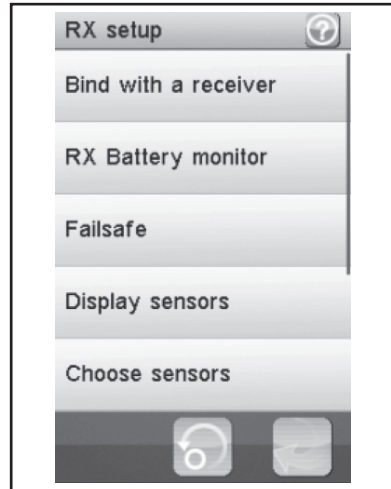 RX setup
?
Bind with a receiver
RX Battery monitor
Failsafe
Display sensors
Choose sensors